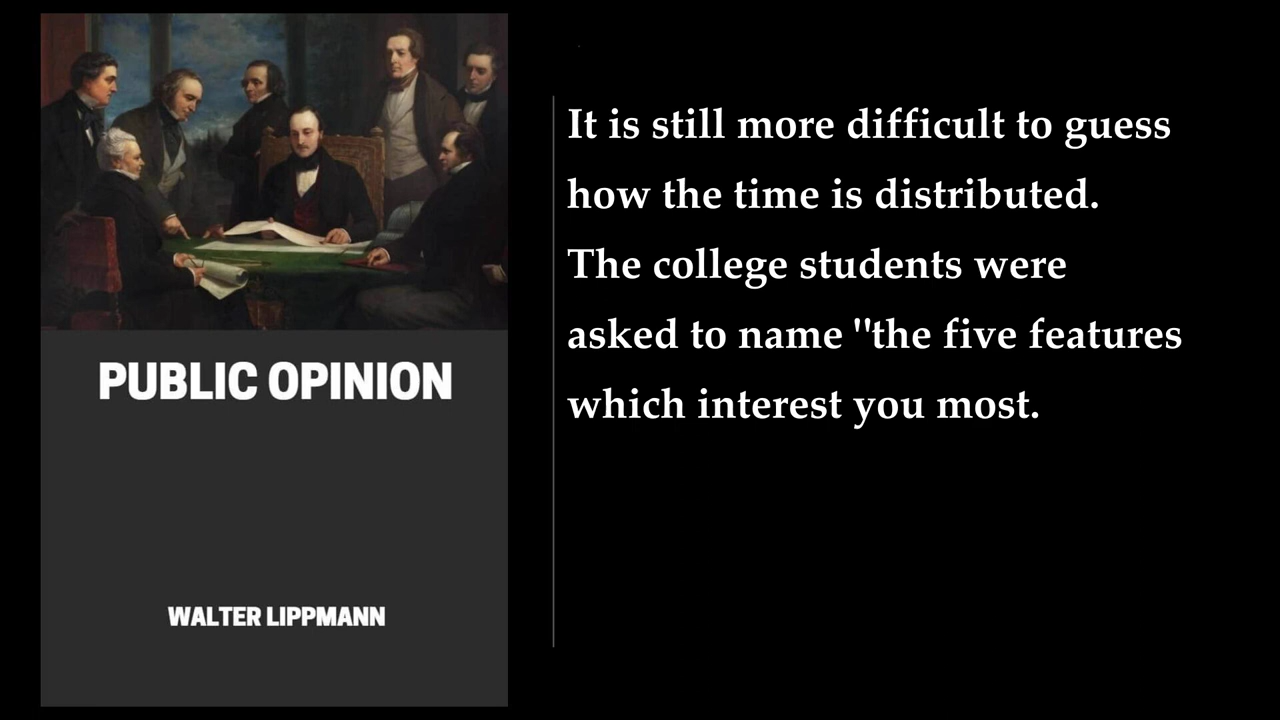 PUBLIC OPINION
WALTER LIPPMANN
It is still more difficult to guess
how the time is distributed.
The college students were
asked to name "the five features
which interest you most.